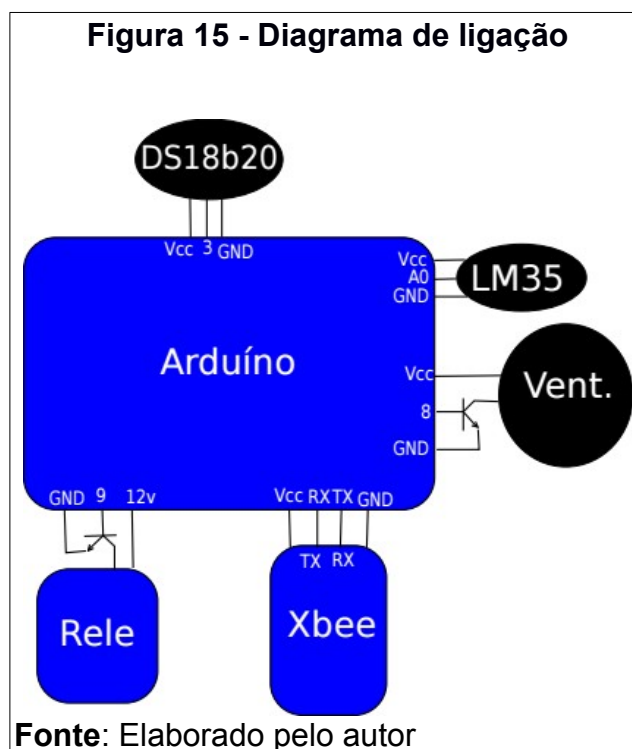 Figura 15 - Diagrama de ligação
DS18b20
Vcc 3 GND
Vcc
A0
GND
LM35
Arduíno
Vcc
8
GND
Vent.
GND 9 12v
Vcc RX TX GND
TX RX
Rele
Xbee
Fonte: Elaborado pelo autor